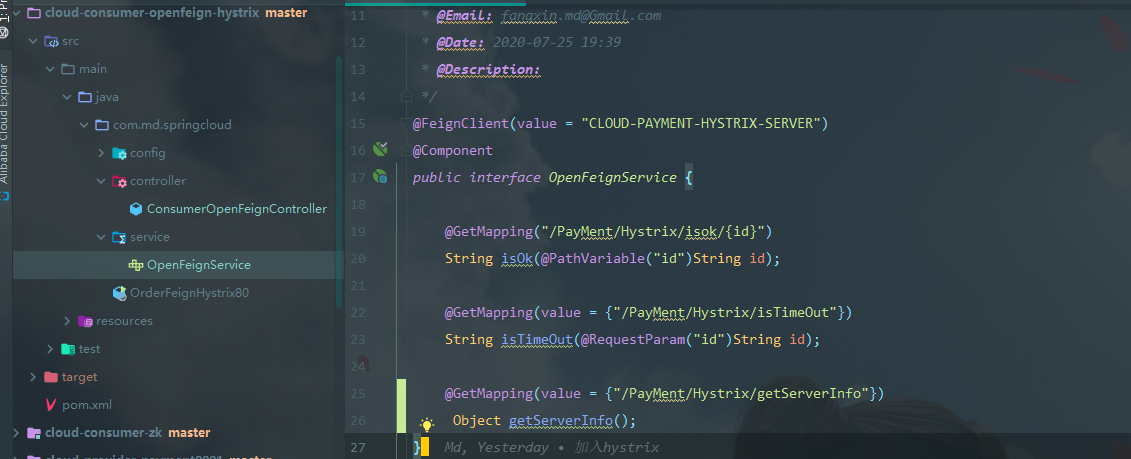 cloud-consumer-openfeign-hystrix master
src
main
java
com.md.springcloud
config
controller
ConsumerOpenFeignController
service
OpenFeignService
OrderFeignHystrix80
resources
test
target
pom.xml
cloud-consumer-zk master
Alibaba Cloud Explorer
11 * @Email: fangxin.md@Gmail.com
12 * @Date: 2020-07-25 19:39
13 * @Description:
14 */
15 @FeignClient(value = "CLOUD-PAYMENT-HYSTRIX-SERVER")
16 @Component
17 public interface OpenFeignService {
18
19 @GetMapping("/PayMent/Hystrix/isok/{id}")
20 String isOk(@PathVariable("id")String id);
21
22 @GetMapping(value = {"/PayMent/Hystrix/isTimeOut"})
23 String isTimeOut(@RequestParam("id")String id);
24
25 @GetMapping(value = {"/PayMent/Hystrix/getServerInfo"})
26 Object getServerInfo();
27 } Md, Yesterday • 加入hystrix